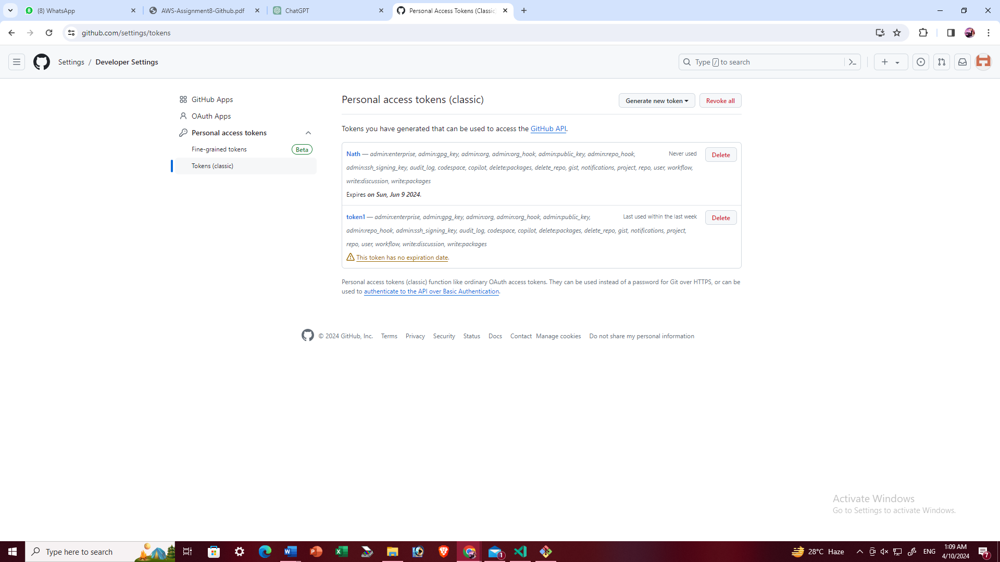 (8) WhatsApp
AWS-Assignment8-Github.pdf
ChatGPT
Personal Access Tokens (Classic)
github.com/settings/tokens
Settings / Developer Settings
Type / to search
GitHub Apps
OAuth Apps
Personal access tokens
Fine-grained tokens Beta
Tokens (classic)
Personal access tokens (classic)
Generate new token
Revoke all
Tokens you have generated that can be used to access the GitHub API.
Nath — admin:enterprise, admin:gpg_key, admin:org, admin:org_hook, admin:public_key, admin:repo_hook,
Never used
Delete
admin:ssh_signing_key, audit_log, codespace, copilot, delete:packages, delete_repo, gist, notifications, project, repo, user, workflow,
write:discussion, write:packages
Expires on Sun, Jun 9 2024.
token1 — admin:enterprise, admin:gpg_key, admin:org, admin:org_hook, admin:public_key,
Last used within the last week
Delete
admin:repo_hook, admin:ssh_signing_key, audit_log, codespace, copilot, delete:packages, delete_repo, gist, notifications, project,
repo, user, workflow, write:discussion, write:packages
This token has no expiration date.
Personal access tokens (classic) function like ordinary OAuth access tokens. They can be used instead of a password for Git over HTTPS, or can be
used to authenticate to the API over Basic Authentication.
© 2024 GitHub, Inc. Terms Privacy Security Status Docs Contact Manage cookies Do not share my personal information
Activate Windows
Go to Settings to activate Windows.
Type here to search
1
28°C Haze
ENG
1:09 AM
4/10/2024
7